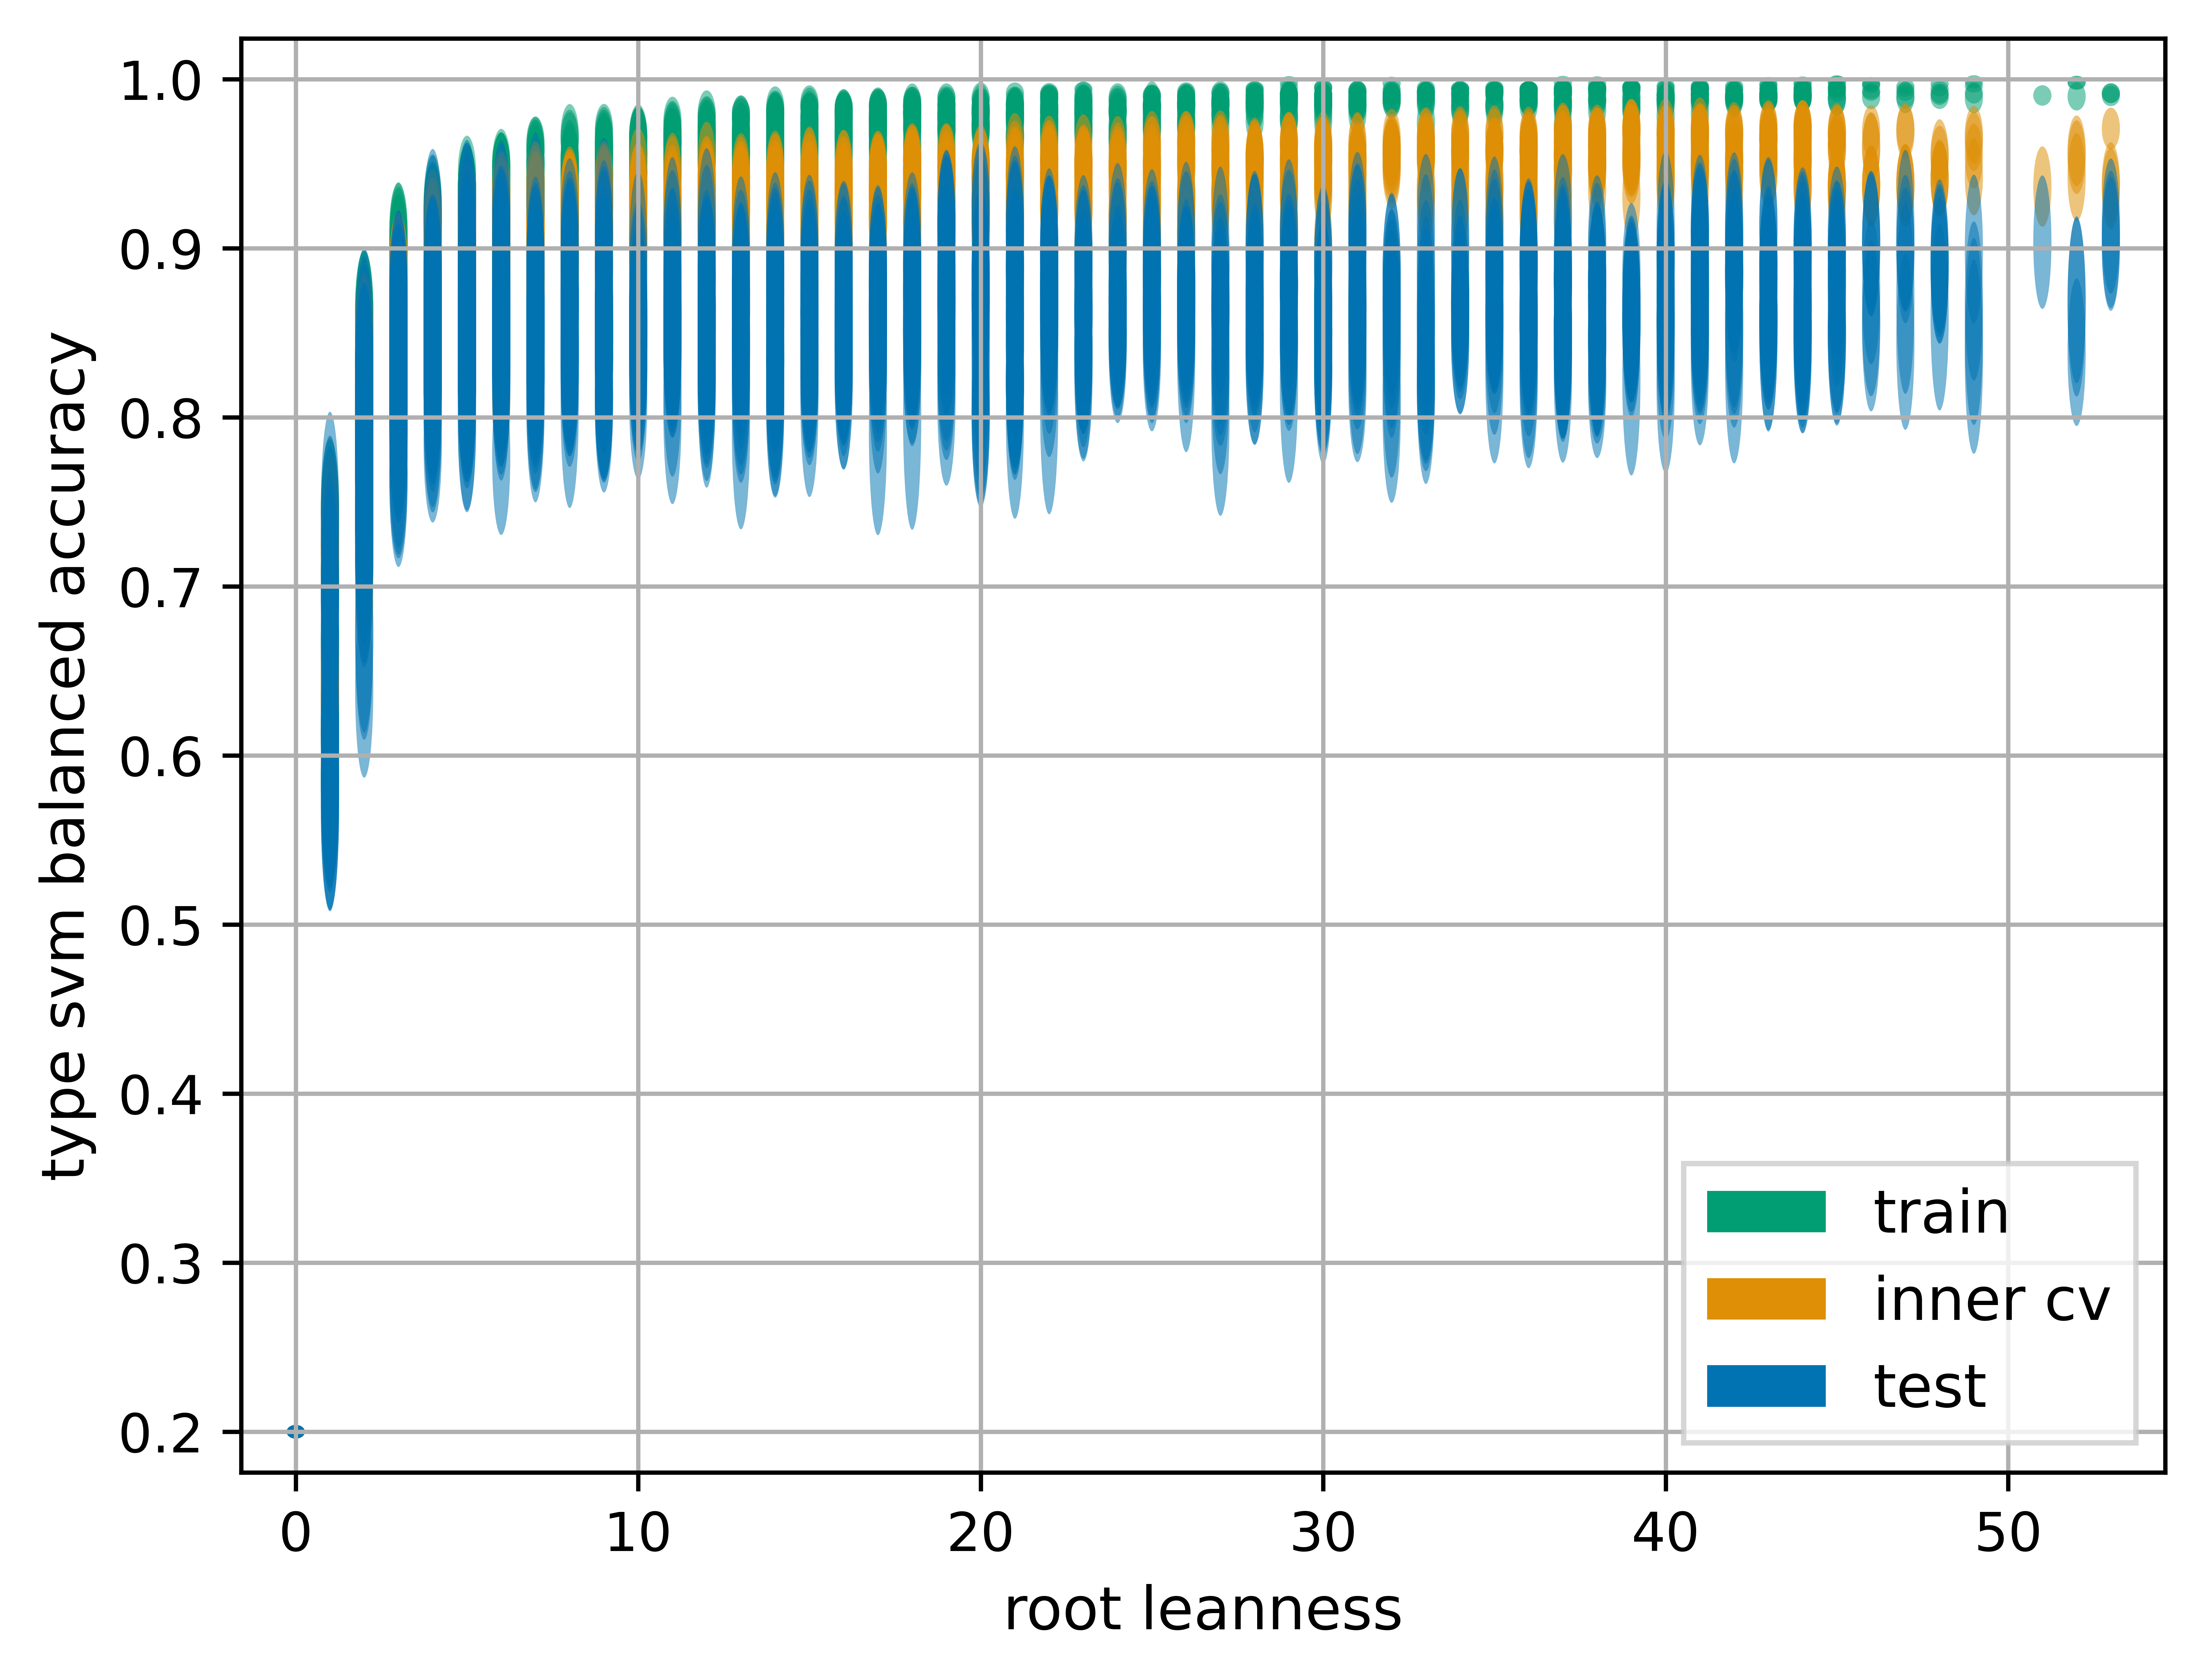 type svm balanced accuracy
1.0
0.9
0.8
0.7
0.6
0.5
0.4
0.3
0.2
0 10 20 30 40 50
root leanness
train
inner cv
test